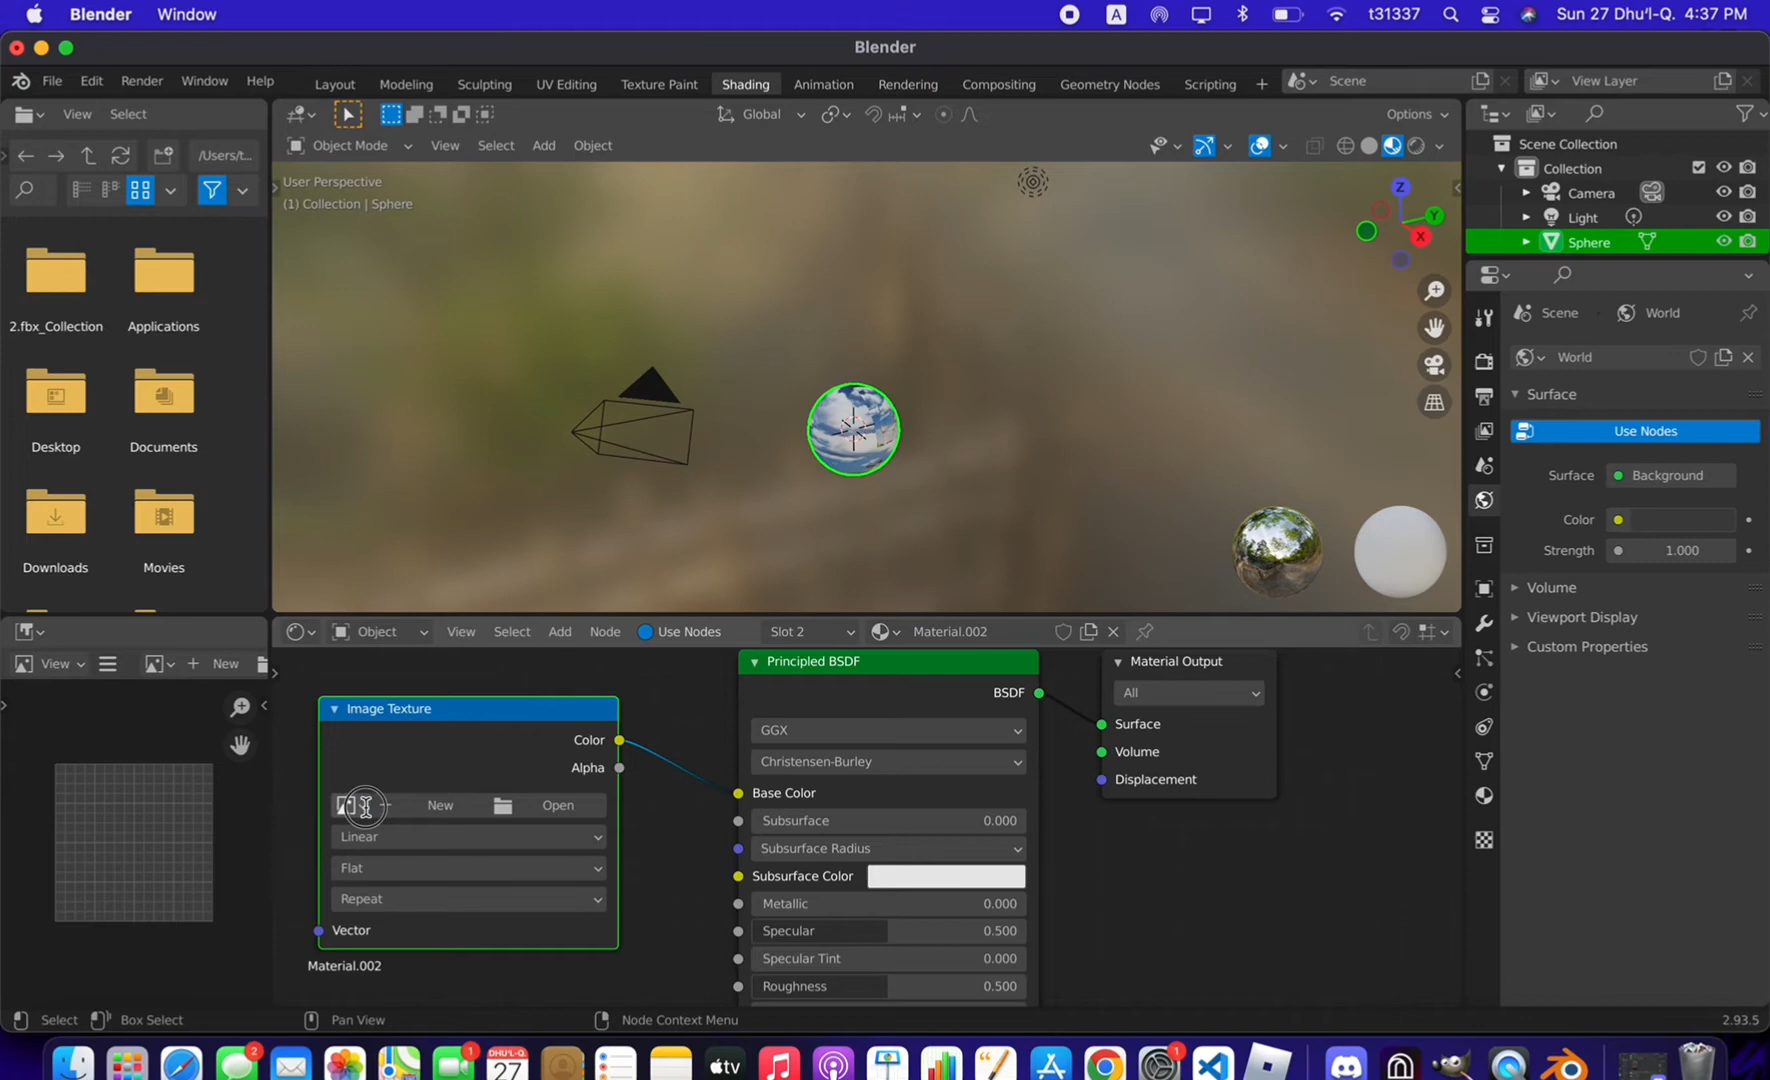 Blender Window A t31337 Sun 27 Dhuʻl-Q. 4:37 PM
Blender
File Edit Render Window Help Layout Modeling Sculpting UV Editing Texture Paint Shading Animation Rendering Compositing Geometry Nodes Scripting Scene View Layer
View Select
Global Options
/Users/t...
Object Mode View Select Add Object
User Perspective
(1) Collection | Sphere
Z
Y
X
2.fbx_Collection Applications
Desktop Documents
Downloads Movies
Scene Collection
Collection
Camera
Light
Sphere
Scene World
World
Surface
Use Nodes
Surface Background
Color
Strength 1.000
Volume
Viewport Display
Custom Properties
Object View Select Add Node Use Nodes Slot 2 Material.002
View New
Image Texture
Color
Alpha
New Open
Linear
Flat
Repeat
Vector
Material.002
Principled BSDF
BSDF
GGX
Christensen-Burley
Base Color
Subsurface 0.000
Subsurface Radius
Subsurface Color
Metallic 0.000
Specular 0.500
Specular Tint 0.000
Roughness 0.500
Material Output
All
Surface
Volume
Displacement
Select Box Select Pan View Node Context Menu 2.93.5
2
1
DHUʻL-Q.
27
tv
1